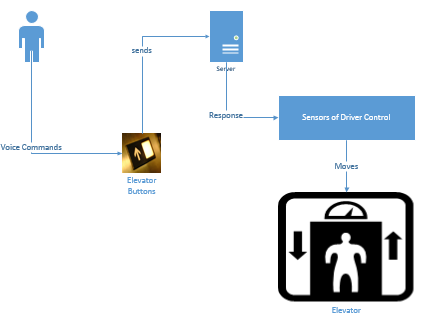 sends
Server
Response
Sensors of Driver Control
Voice Commands
Moves
Elevator
Buttons
Elevator